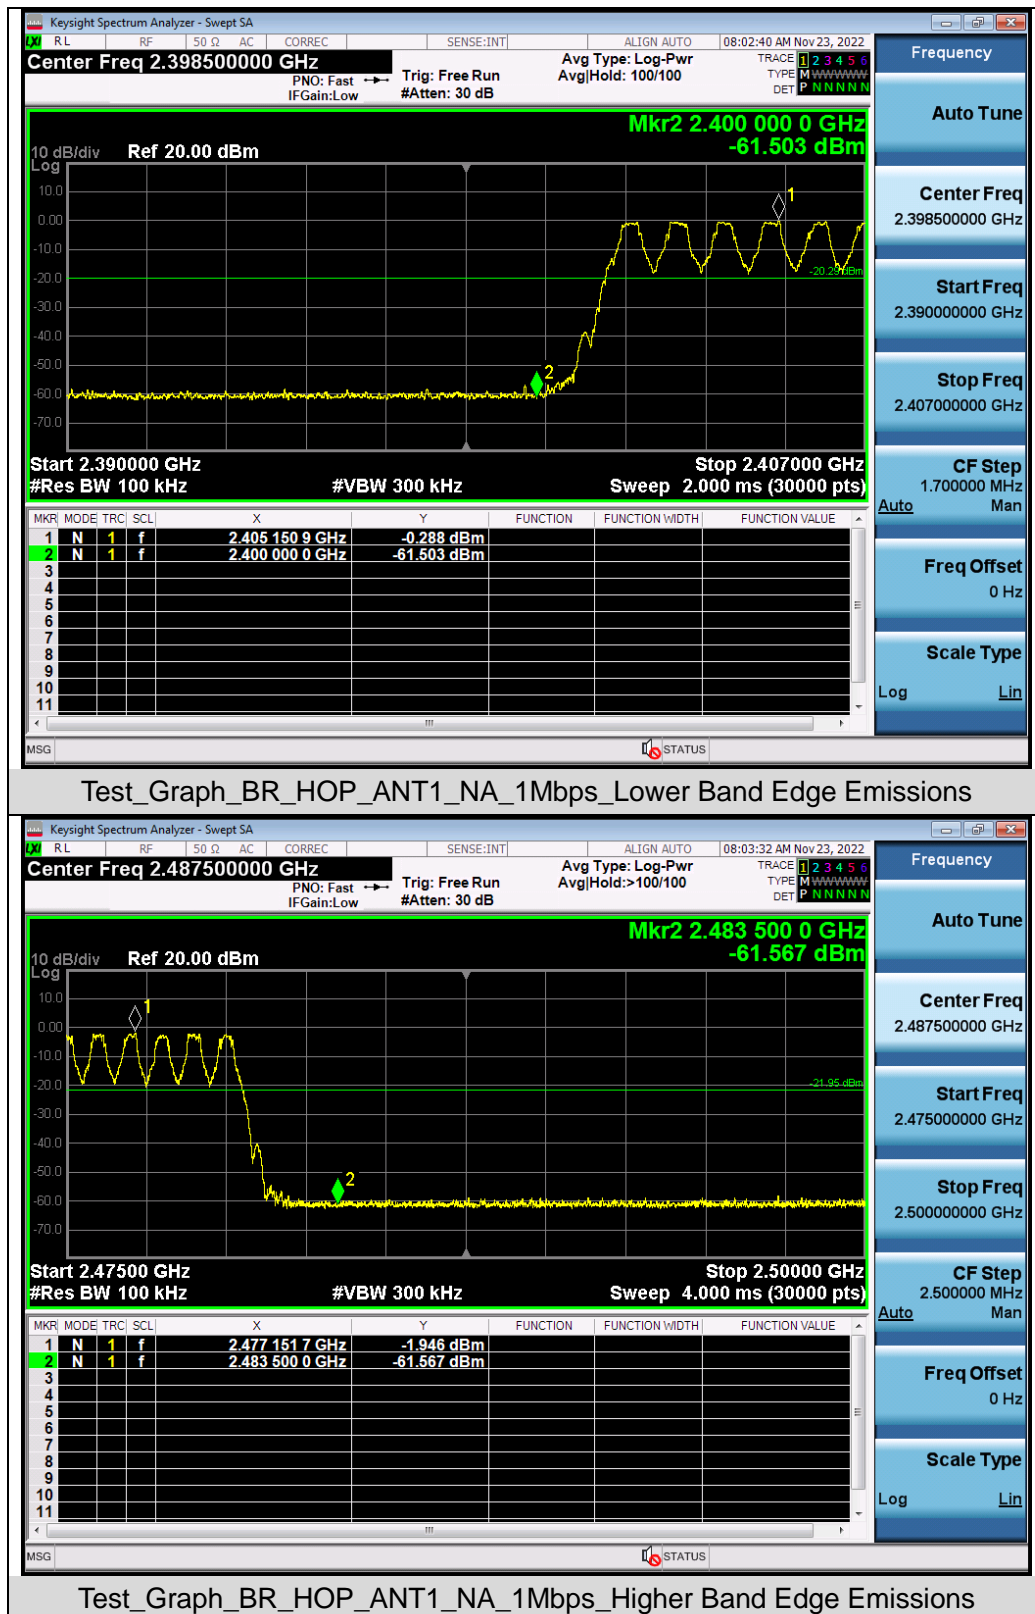 Keysight Spectrum Analyzer - Swept SA
LXI RL RF 50 Ω AC CORREC SENSE:INT ALIGN AUTO 08:02:40 AM Nov 23, 2022
Center Freq 2.398500000 GHz
PNO: Fast IFGain:Low
Trig: Free Run #Atten: 30 dB
Avg Type: Log-Pwr Avg|Hold: 100/100
TRACE 1 2 3 4 5 6
TYPE M WWWWW
DET P N N N N N
Mkr2 2.400 000 0 GHz
-61.503 dBm
10 dB/div Ref 20.00 dBm
Log
10.0
0.00
-10.0
-20.0
-20.29 dBm
-30.0
-40.0
-50.0
-60.0
-70.0
1
2
Start 2.390000 GHz Stop 2.407000 GHz
#Res BW 100 kHz #VBW 300 kHz Sweep 2.000 ms (30000 pts)
MKR MODE TRC SCL X Y FUNCTION FUNCTION WIDTH FUNCTION VALUE
1 N 1 f 2.405 150 9 GHz -0.288 dBm
2 N 1 f 2.400 000 0 GHz -61.503 dBm
3
4
5
6
7
8
9
10
11
MSG STATUS
Frequency
Auto Tune
Center Freq
2.398500000 GHz
Start Freq
2.390000000 GHz
Stop Freq
2.407000000 GHz
CF Step
1.700000 MHz
Auto Man
Freq Offset
0 Hz
Scale Type
Log Lin
Test_Graph_BR_HOP_ANT1_NA_1Mbps_Lower Band Edge Emissions
Keysight Spectrum Analyzer - Swept SA
LXI RL RF 50 Ω AC CORREC SENSE:INT ALIGN AUTO 08:03:32 AM Nov 23, 2022
Center Freq 2.487500000 GHz
PNO: Fast IFGain:Low
Trig: Free Run #Atten: 30 dB
Avg Type: Log-Pwr Avg|Hold:>100/100
TRACE 1 2 3 4 5 6
TYPE M WWWWW
DET P N N N N N
Mkr2 2.483 500 0 GHz
-61.567 dBm
10 dB/div Ref 20.00 dBm
Log
10.0
0.00
-10.0
-20.0
-21.95 dBm
-30.0
-40.0
-50.0
-60.0
-70.0
1
2
Start 2.47500 GHz Stop 2.50000 GHz
#Res BW 100 kHz #VBW 300 kHz Sweep 4.000 ms (30000 pts)
MKR MODE TRC SCL X Y FUNCTION FUNCTION WIDTH FUNCTION VALUE
1 N 1 f 2.477 151 7 GHz -1.946 dBm
2 N 1 f 2.483 500 0 GHz -61.567 dBm
3
4
5
6
7
8
9
10
11
MSG STATUS
Frequency
Auto Tune
Center Freq
2.487500000 GHz
Start Freq
2.475000000 GHz
Stop Freq
2.500000000 GHz
CF Step
2.500000 MHz
Auto Man
Freq Offset
0 Hz
Scale Type
Log Lin
Test_Graph_BR_HOP_ANT1_NA_1Mbps_Higher Band Edge Emissions